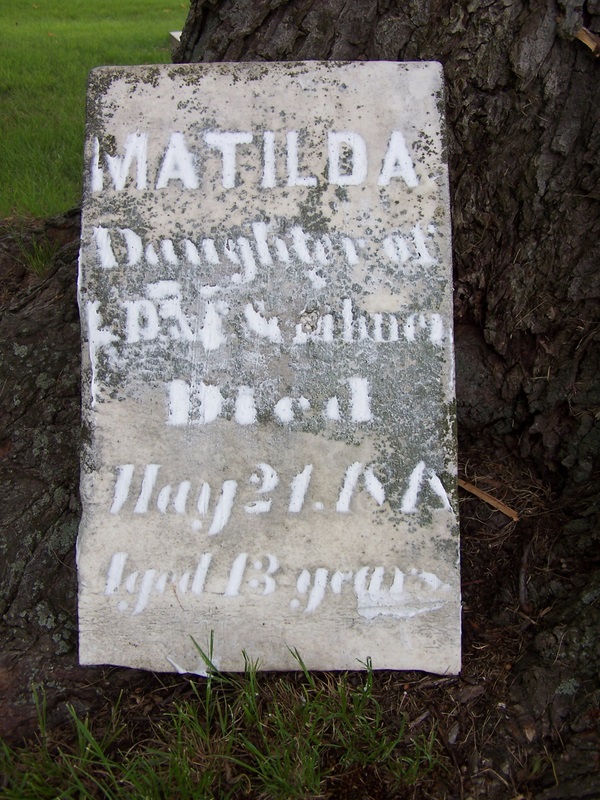 MATILDA
Daughter of
&
Died
May 21.
Aged 13 years.